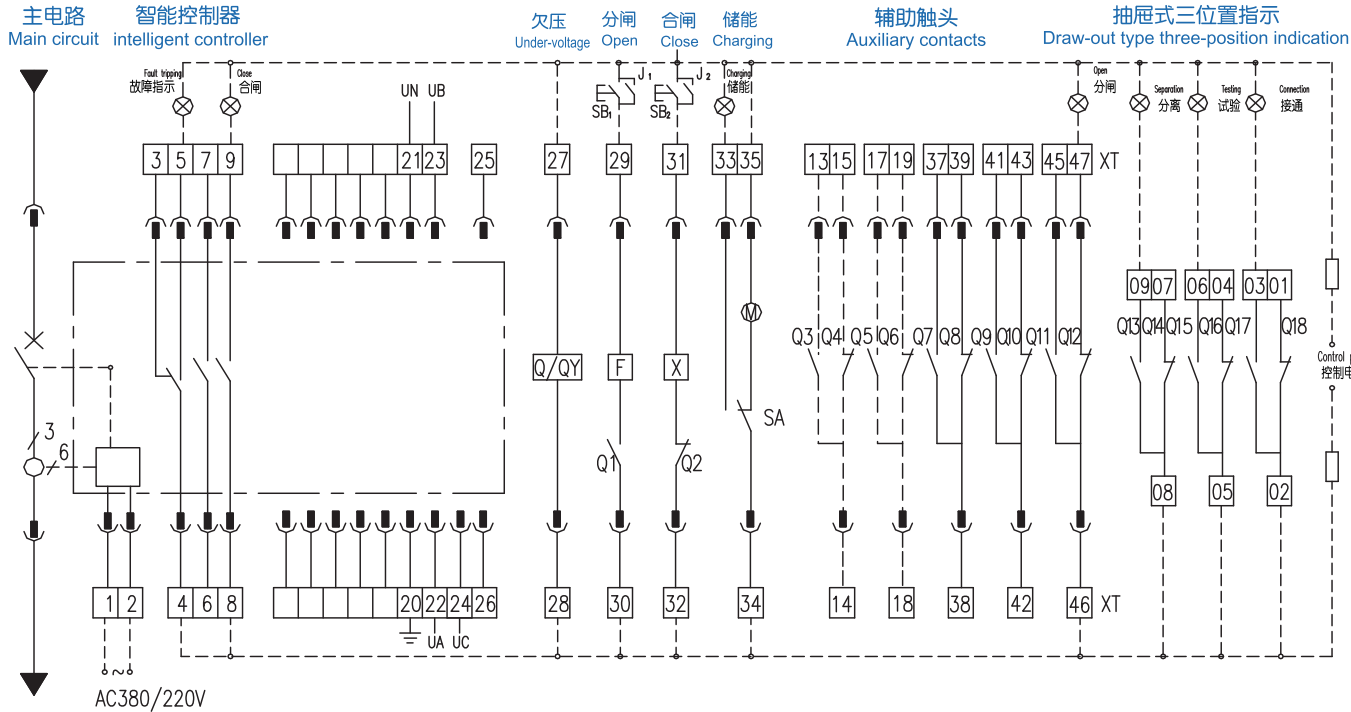 主电路
Main circuit
智能控制器
intelligent controller
欠压
Under-voltage
分闸
Open
合闸
Close
储能
Charging
辅助触头
Auxiliary contacts
抽屉式三位置指示
Draw-out type three-position indication
Fault tripping
故障指示
Close
合闸
UN UB
J1
SB1
J2
SB2
Charging
储能
Open
分闸
Separation
分离
Testing
试验
Connection
接通
3 5 7 9
21 23 25
27
29
31
33 35
13 15
17 19
37 39
41 43
45 47
XT
09 07
06 04
03 01
M
Q3 Q4 Q5 Q6 Q7 Q8 Q9 Q10 Q11 Q12
Q13 Q14 Q15 Q16 Q17 Q18
Control p
控制电
Q/QY
F
X
SA
3
6
Q1
Q2
08
05
02
1 2
4 6 8
20 22 24 26
28
30
32
34
14
18
38
42
46
XT
UA UC
~
AC380/220V